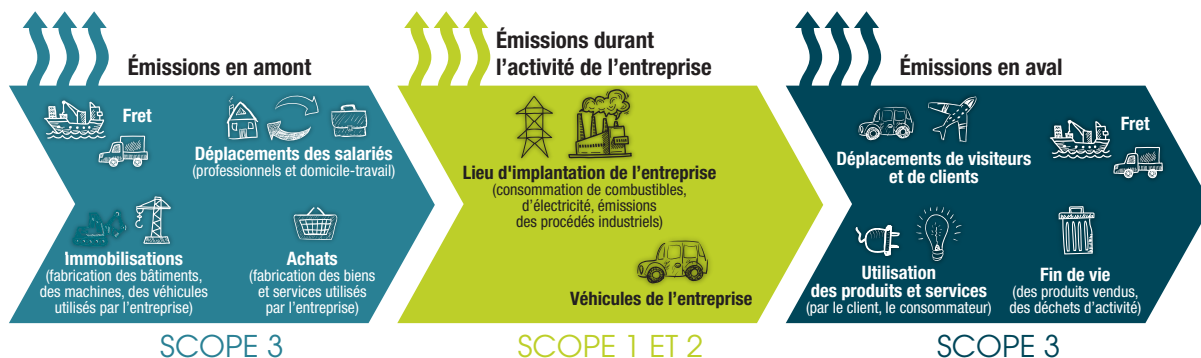 Émissions en amont
Fret
Déplacements des salariés
(professionnels et domicile-travail)
Immobilisations
(fabrication des bâtiments,
des machines, des véhicules
utilisés par l'entreprise)
Achats
(fabrication des biens
et services utilisés
par l'entreprise)
SCOPE 3
Émissions durant
l'activité de l'entreprise
Lieu d'implantation de l'entreprise
(consommation de combustibles,
d'électricité, émissions
des procédés industriels)
Véhicules de l'entreprise
SCOPE 1 ET 2
Émissions en aval
Déplacements de visiteurs
et de clients
Fret
Utilisation
des produits et services
(par le client, le consommateur)
Fin de vie
(des produits vendus,
des déchets d'activité)
SCOPE 3